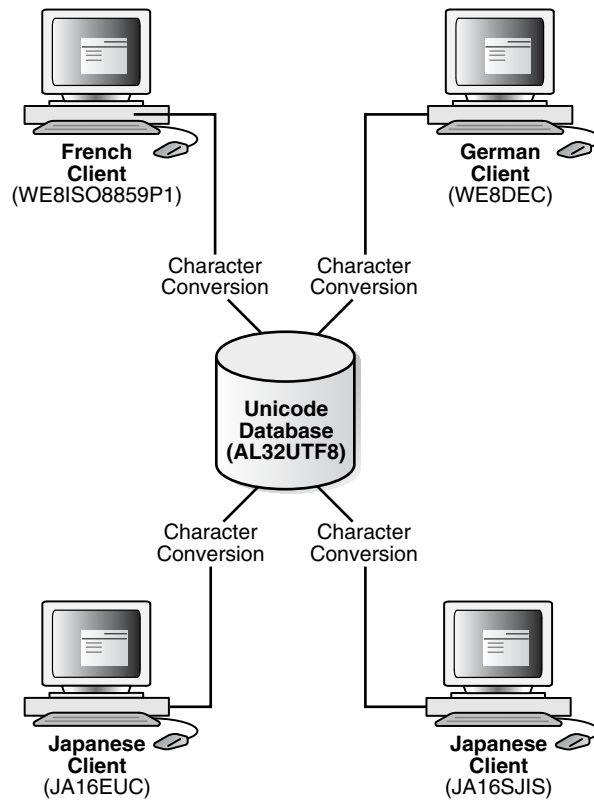 French
Client
(WE8ISO8859P1)
German
Client
(WE8DEC)
Character
Conversion
Character
Conversion
Unicode
Database
(AL32UTF8)
Character
Conversion
Character
Conversion
Japanese
Client
(JA16EUC)
Japanese
Client
(JA16SJIS)